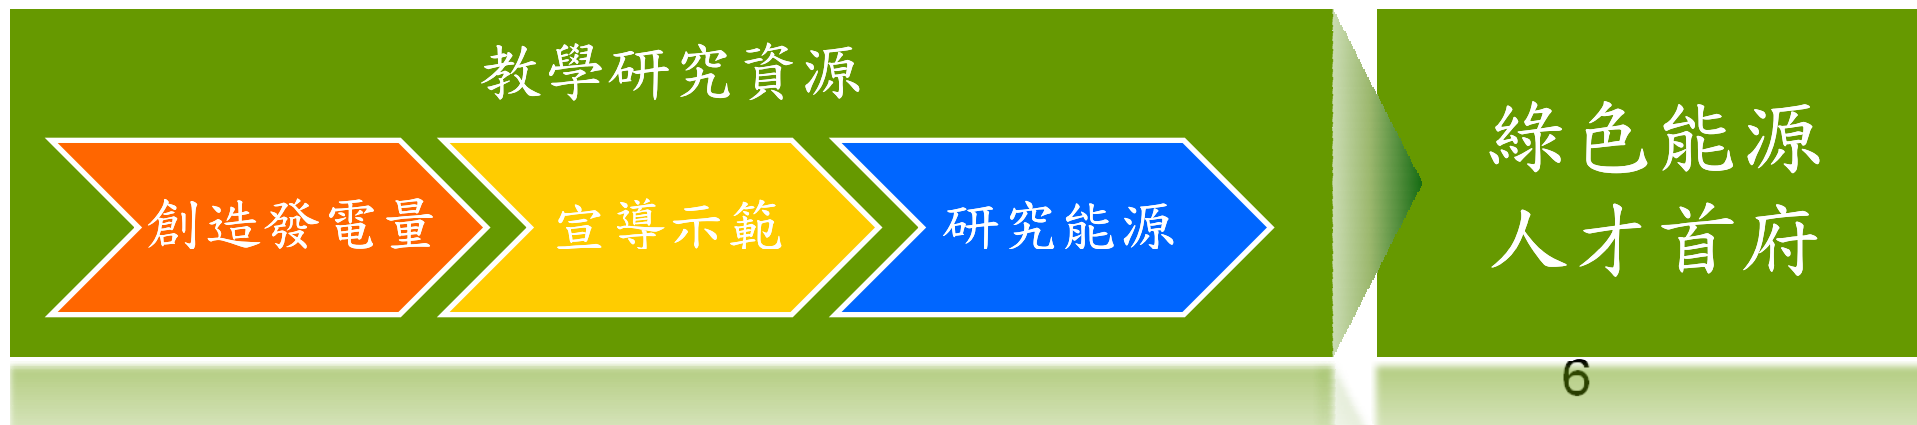 教學研究資源
創造發電量
宣導示範
研究能源
綠色能源
人才首府
6